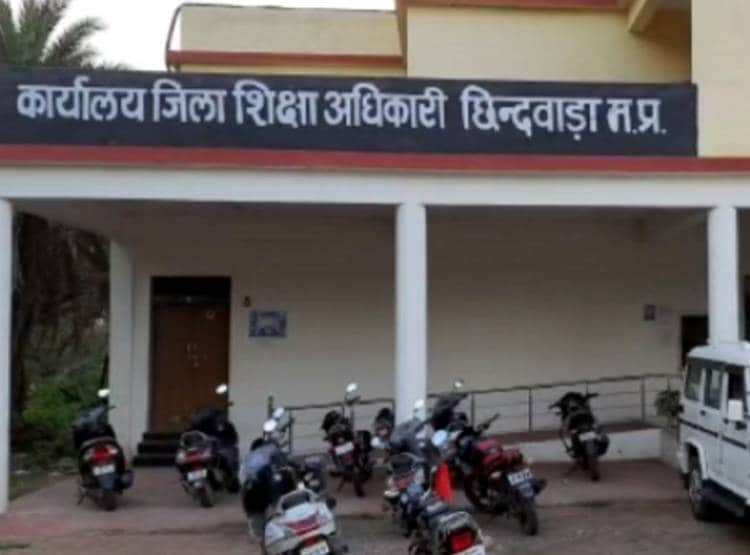 कार्यालय जिला शिक्षा अधिकारी छिन्दवाड़ा म.प्र.